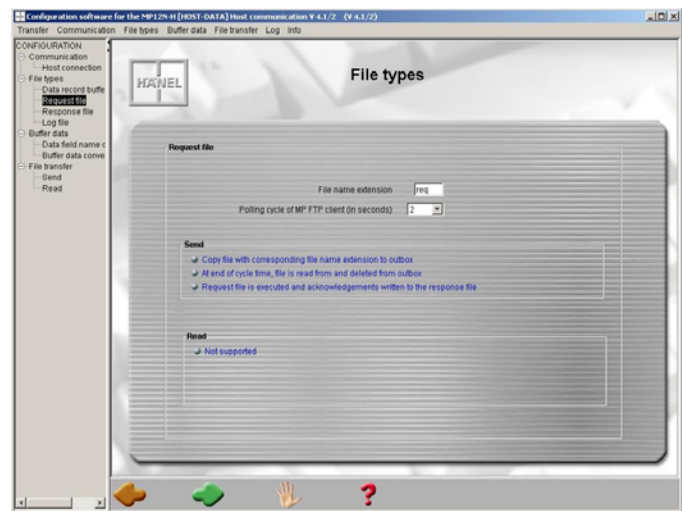 Configuration software for the MP12N-H [HOST-DATA] Host communication V 4.1/2 (V 4.1/2)
Transfer Communication File types Buffer data File transfer Log Info
CONFIGURATION
Communication
Host connection
File types
Data record buffe
Request file
Response file
Log file
Buffer data
Data field name c
Buffer data conve
File transfer
Send
Read
HÄNEL
File types
Request file
File name extension . req
Polling cycle of MP FTP client (in seconds) 2
Send
Copy file with corresponding file name extension to outbox
At end of cycle time, file is read from and deleted from outbox
Request file is executed and acknowledgements written to the response file
Read
Not supported
?